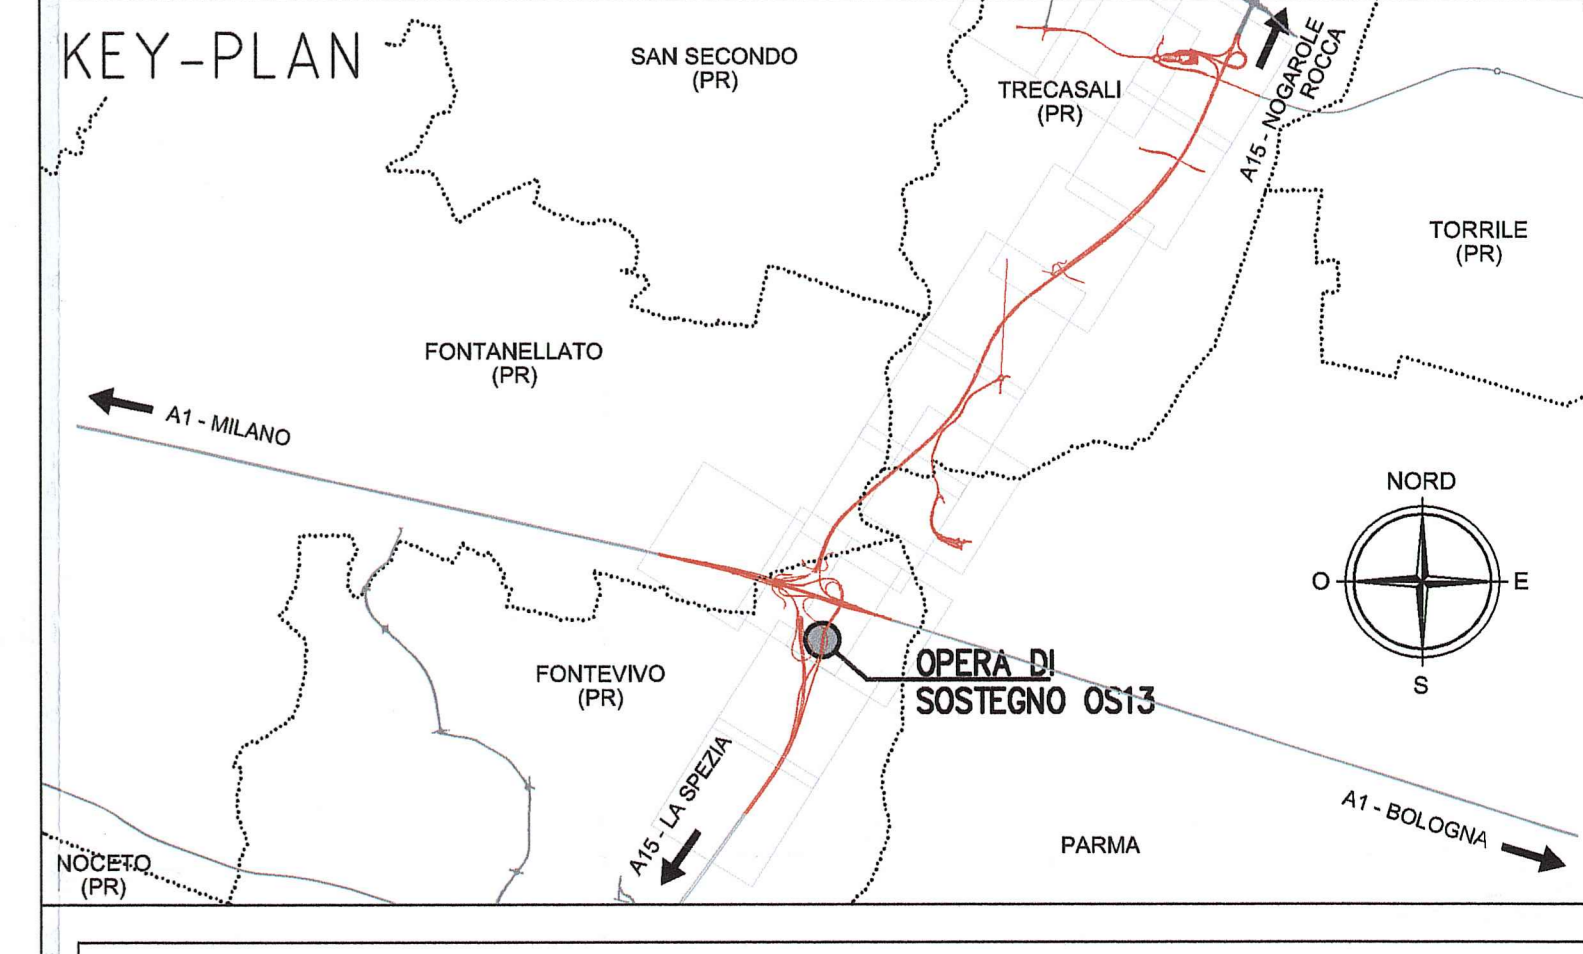 KEY-PLAN
SAN SECONDO
(PR)
TRECASALI
(PR)
A15 - NOGAROLE
ROCCA
TORRILE
(PR)
FONTANELLATO
(PR)
A1 - MILANO
NORD
O
E
S
FONTEVIVO
(PR)
OPERA DI
SOSTEGNO OS13
A15 - LA SPEZIA
A1 - BOLOGNA
PARMA
NOCETO
(PR)